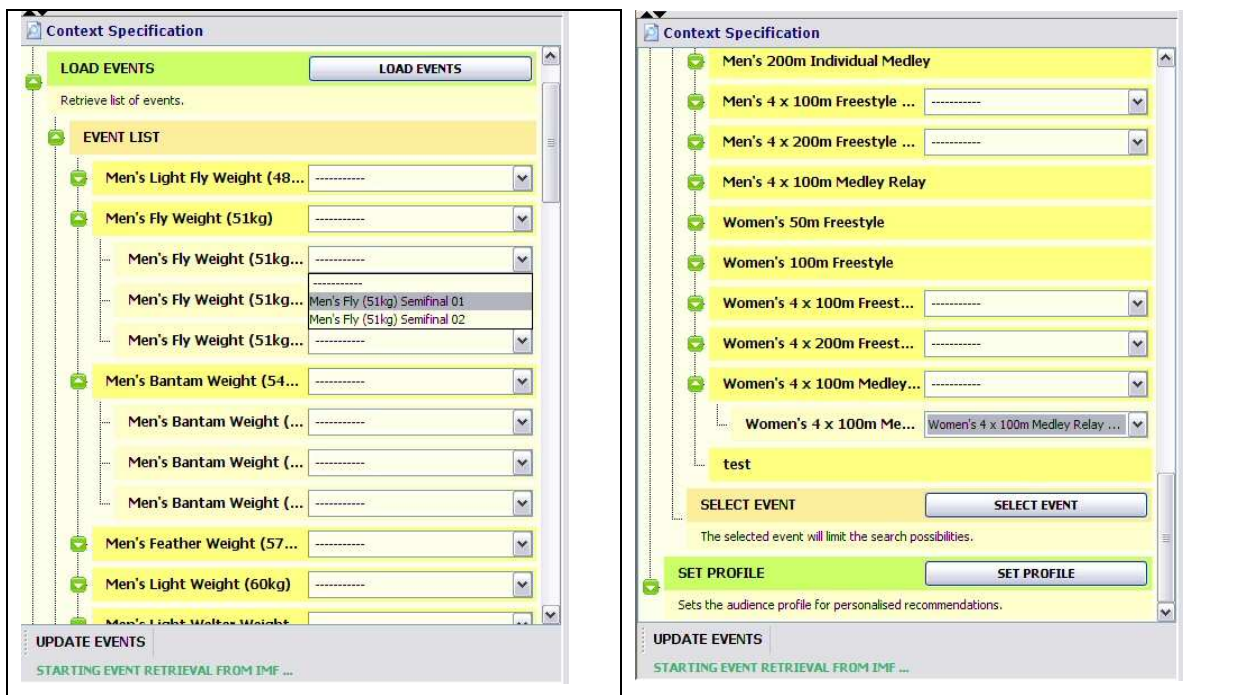 Context Specification
LOAD EVENTS LOAD EVENTS
Retrieve list of events.
EVENT LIST
Men's Light Fly Weight (48... -----------
Men's Fly Weight (51kg) -----------
Men's Fly Weight (51kg... -----------
-----------
Men's Fly Weight (51kg... Men's Fly (51kg) Semifinal 01
Men's Fly (51kg) Semifinal 02
Men's Fly Weight (51kg... -----------
Men's Bantam Weight (54... -----------
Men's Bantam Weight (... -----------
Men's Bantam Weight (... -----------
Men's Bantam Weight (... -----------
Men's Feather Weight (57... -----------
Men's Light Weight (60kg) -----------
Men's Light Welter Weight
UPDATE EVENTS
STARTING EVENT RETRIEVAL FROM IMF ...
Context Specification
Men's 200m Individual Medley
Men's 4 x 100m Freestyle ... -----------
Men's 4 x 200m Freestyle ... -----------
Men's 4 x 100m Medley Relay
Women's 50m Freestyle
Women's 100m Freestyle
Women's 4 x 100m Freest... -----------
Women's 4 x 200m Freest... -----------
Women's 4 x 100m Medley... -----------
Women's 4 x 100m Me... Women's 4 x 100m Medley Relay ...
test
SELECT EVENT SELECT EVENT
The selected event will limit the search possibilities.
SET PROFILE SET PROFILE
Sets the audience profile for personalised recommendations.
UPDATE EVENTS
STARTING EVENT RETRIEVAL FROM IMF ...